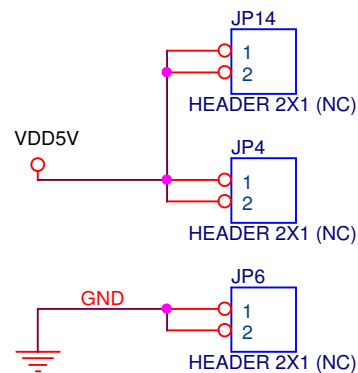 JP14
1
2
HEADER 2X1 (NC)
VDD5V
JP4
1
2
HEADER 2X1 (NC)
JP6
GND
1
2
HEADER 2X1 (NC)